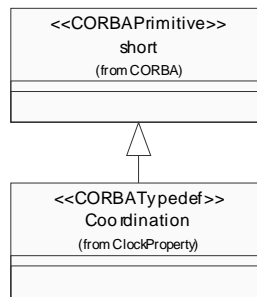 <<CORBAPrimitive>>
short
(from CORBA)
<<CORBATypedef>>
Coordination
(from ClockProperty)